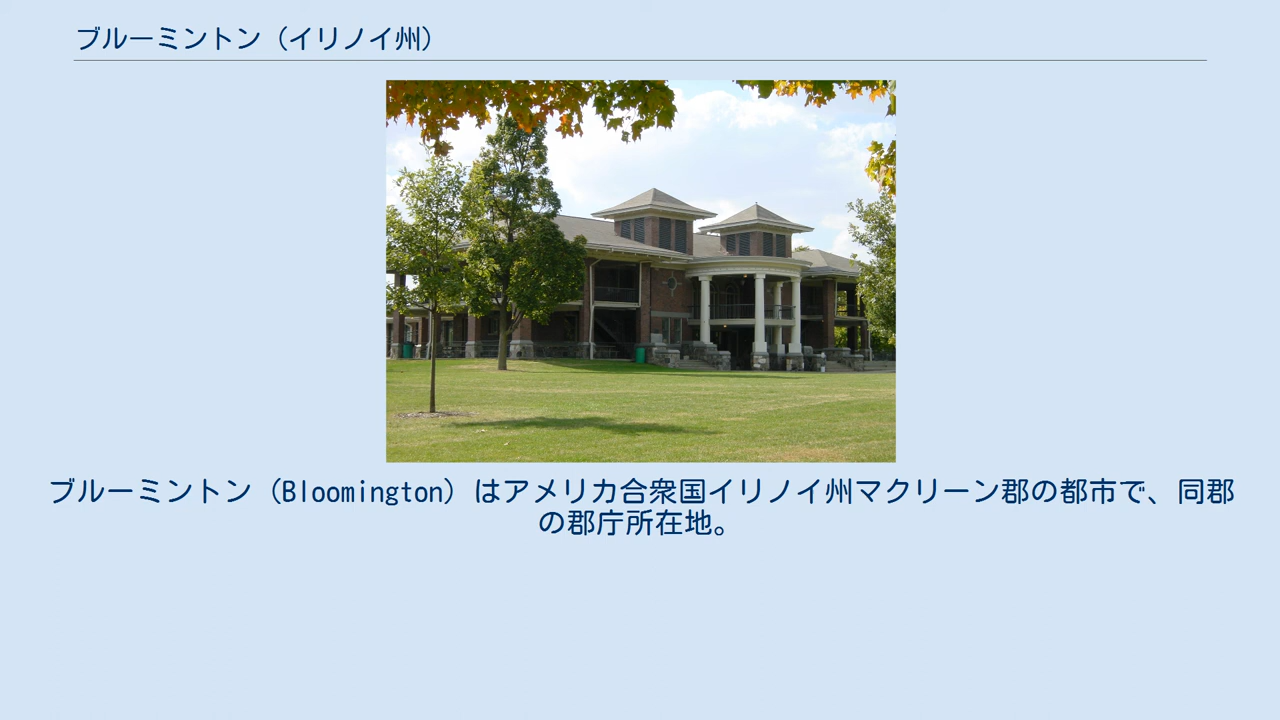 ブルーミントン（イリノイ州）
ブルーミントン（Bloomington）はアメリカ合衆国イリノイ州マクリーン郡の都市で、同郡
の郡庁所在地。